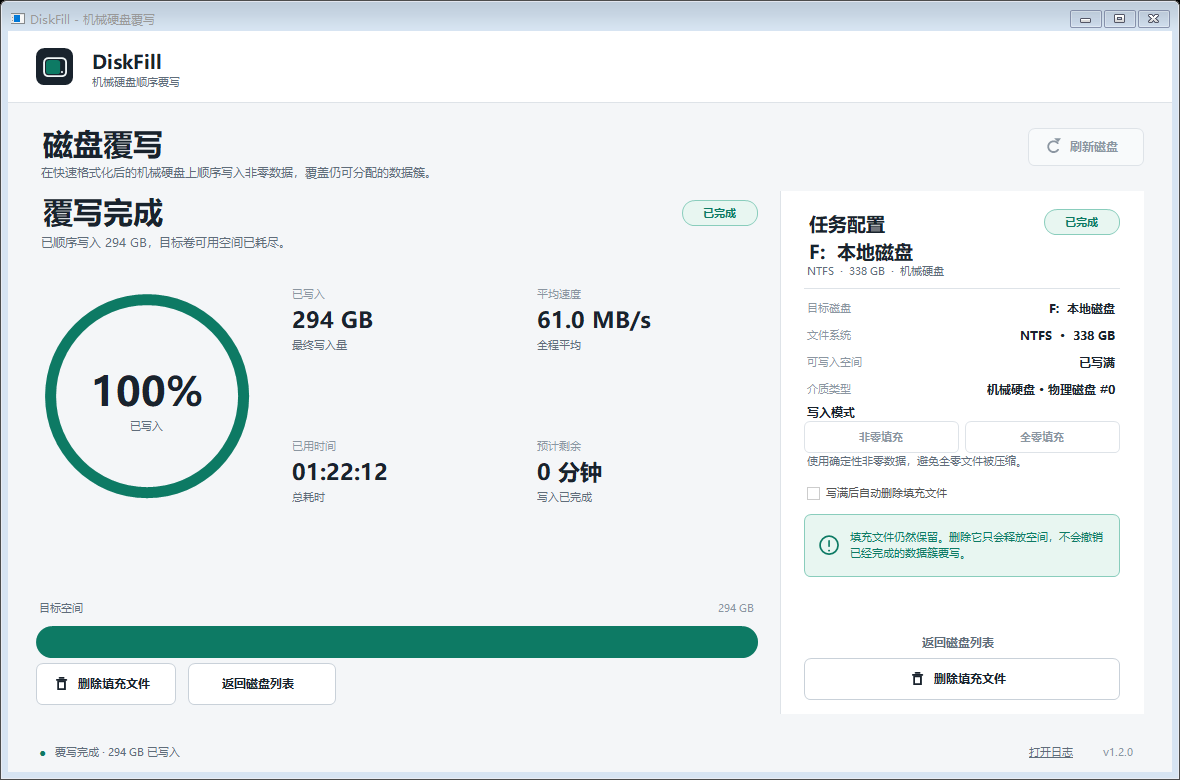 DiskFill - 机械硬盘覆写
DiskFill
机械硬盘顺序覆写
磁盘覆写
在快速格式化后的机械硬盘上顺序写入非零数据，覆盖仍可分配的数据簇。
刷新磁盘
覆写完成
已完成
已顺序写入 294 GB，目标卷可用空间已耗尽。
100%
已写入
已写入
294 GB
最终写入量
平均速度
61.0 MB/s
全程平均
已用时间
01:22:12
总耗时
预计剩余
0 分钟
写入已完成
目标空间
294 GB
删除填充文件
返回磁盘列表
任务配置
已完成
F: 本地磁盘
NTFS · 338 GB · 机械硬盘
目标磁盘
F: 本地磁盘
文件系统
NTFS · 338 GB
可写入空间
已写满
介质类型
机械硬盘 · 物理磁盘 #0
写入模式
非零填充
全零填充
使用确定性非零数据，避免全零文件被压缩。
写满后自动删除填充文件
填充文件仍然保留。删除它只会释放空间，不会撤销
已经完成的数据簇覆写。
返回磁盘列表
删除填充文件
覆写完成 · 294 GB 已写入
打开日志
v1.2.0